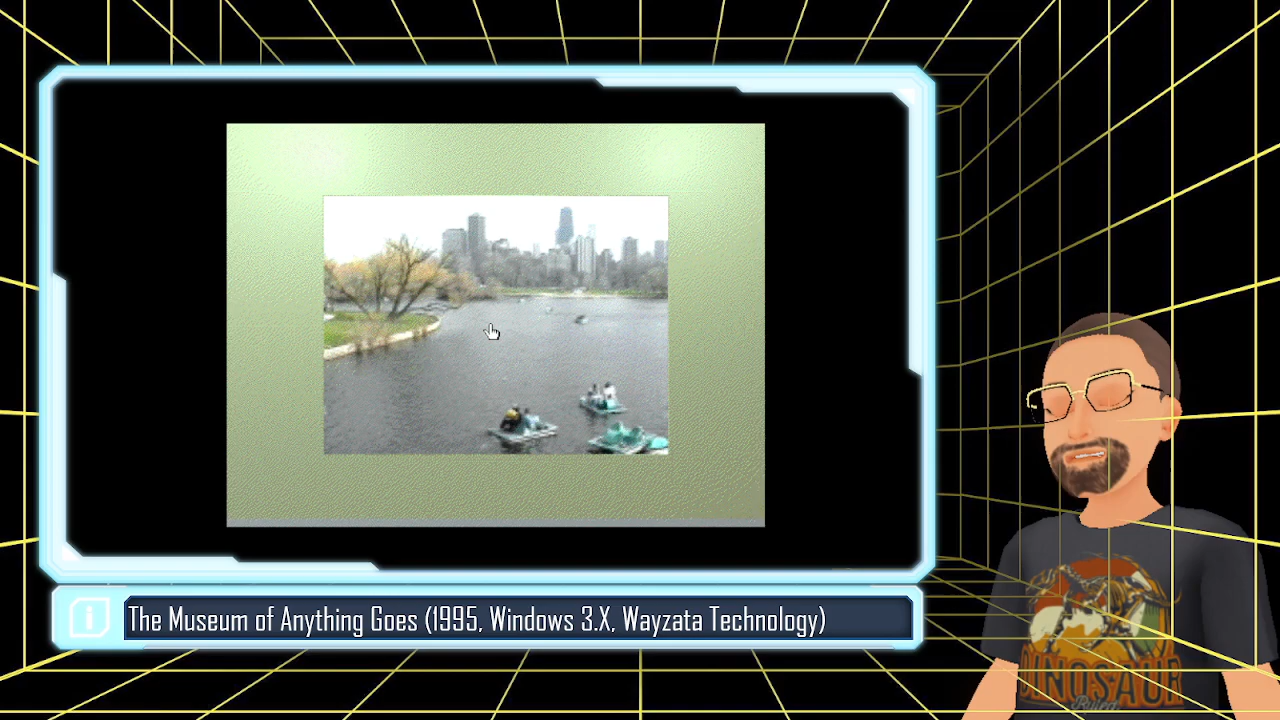 The Museum of Anything Goes (1995, Windows 3.X, Wayzata Technology)
DINOSAUR